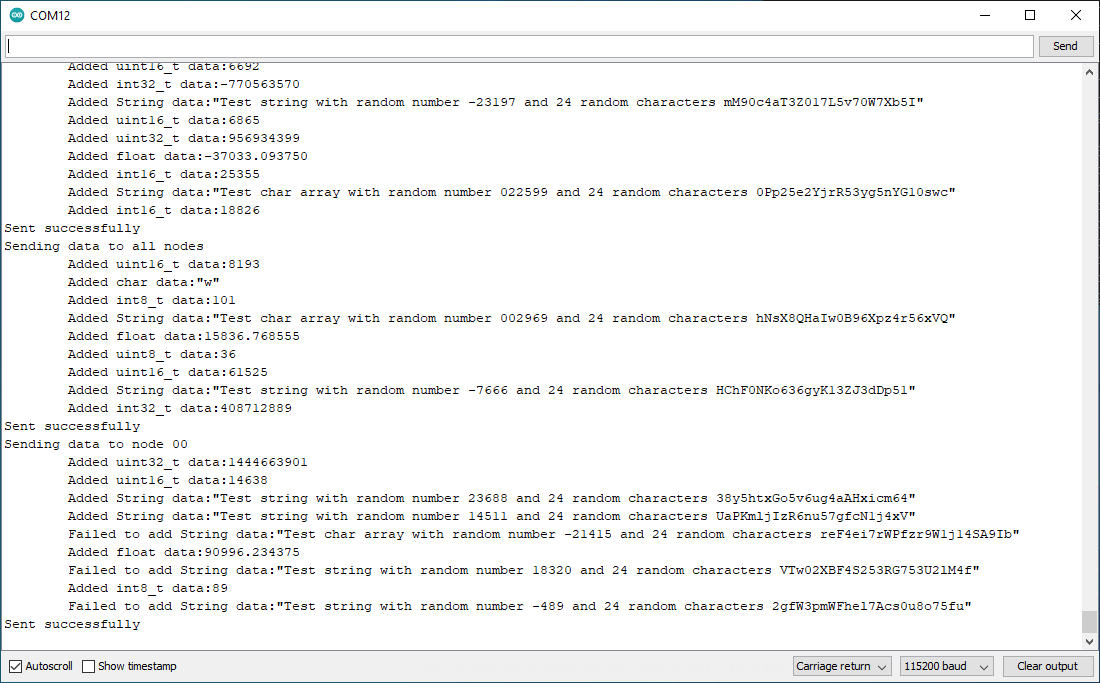 COM12
Send
Added uint16_t data:6692
Added int32_t data:-770563570
Added String data:"Test string with random number -23197 and 24 random characters mM90c4aT3Z017L5v70W7Xb5I"
Added uint16_t data:6865
Added uint32_t data:956934399
Added float data:-37033.093750
Added int16_t data:25355
Added String data:"Test char array with random number 022599 and 24 random characters 0Pp25e2YjrR53yg5nYG10swc"
Added int16_t data:18826
Sent successfully
Sending data to all nodes
Added uint16_t data:8193
Added char data:"w"
Added int8_t data:101
Added String data:"Test char array with random number 002969 and 24 random characters hNsX8QHaIw0B96Xpz4r56xVQ"
Added float data:15836.768555
Added uint8_t data:36
Added uint16_t data:61525
Added String data:"Test string with random number -7666 and 24 random characters HChF0NKo636gyK13ZJ3dDp51"
Added int32_t data:408712889
Sent successfully
Sending data to node 00
Added uint32_t data:1444663901
Added uint16_t data:14638
Added String data:"Test string with random number 23688 and 24 random characters 38y5htxGo5v6ug4aAHxicm64"
Added String data:"Test string with random number 14511 and 24 random characters UaPKmljIzR6nu57gfcN1j4xV"
Failed to add String data:"Test char array with random number -21415 and 24 random characters reF4ei7rWPfzr9W1j14SA9Ib"
Added float data:90996.234375
Failed to add String data:"Test string with random number 18320 and 24 random characters VTw02XBF4S253RG753U21M4f"
Added int8_t data:89
Failed to add String data:"Test string with random number -489 and 24 random characters 2gfW3pmWFhel7Acs0u8o75fu"
Sent successfully
Autoscroll Show timestamp Carriage return 115200 baud Clear output